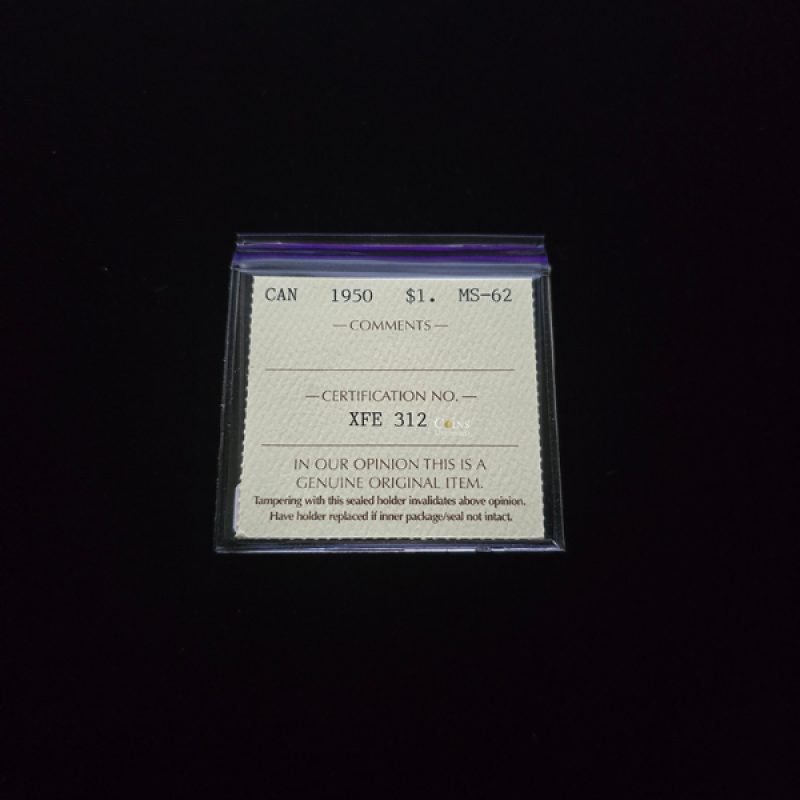 CAN 1950 $1. MS-62
— COMMENTS —
— CERTIFICATION NO. —
XFE 312
COINS
IN OUR OPINION THIS IS A
GENUINE ORIGINAL ITEM.
Tampering with this sealed holder invalidates above opinion.
Have holder replaced if inner package/seal not intact.